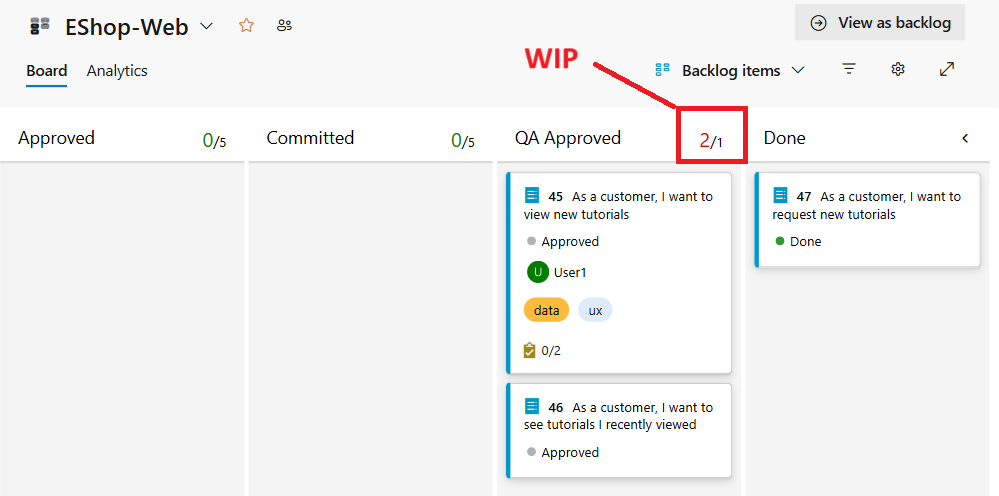 EShop-Web
View as backlog
Board
Analytics
WIP
Backlog items
Approved
0/5
Committed
0/5
QA Approved
2/1
Done
45 As a customer, I want to
view new tutorials
Approved
U User1
data
ux
0/2
46 As a customer, I want to
see tutorials I recently viewed
Approved
47 As a customer, I want to
request new tutorials
Done